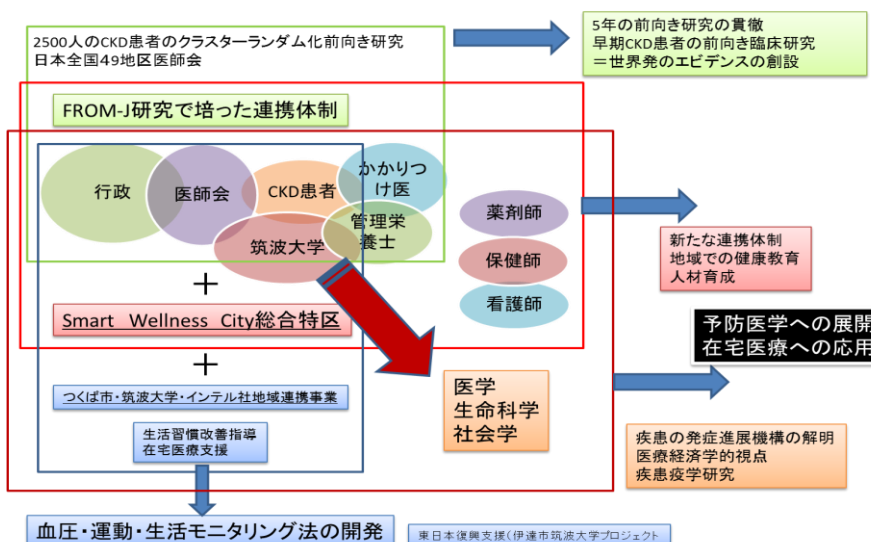 2500人のCKD患者のクラスターランダム化前向き研究
日本全国49地区医師会
5年の前向き研究の貫徹
早期CKD患者の前向き臨床研究
=世界発のエビデンスの創設
FROM-J研究で培った連携体制
行政
医師会
CKD患者
かかりつ
け医
筑波大学
管理栄
養士
薬剤師
保健師
看護師
新たな連携体制
地域での健康教育
人材育成
+
Smart Wellness City総合特区
+
つくば市・筑波大学・インテル社地域連携事業
生活習慣改善指導
在宅医療支援
医学
生命科学
社会学
予防医学への展開
在宅医療への応用
疾患の発症進展機構の解明
医療経済学的視点
疾患疫学研究
血圧・運動・生活モニタリング法の開発
東日本復興支援(伊達市筑波大学プロジェクト